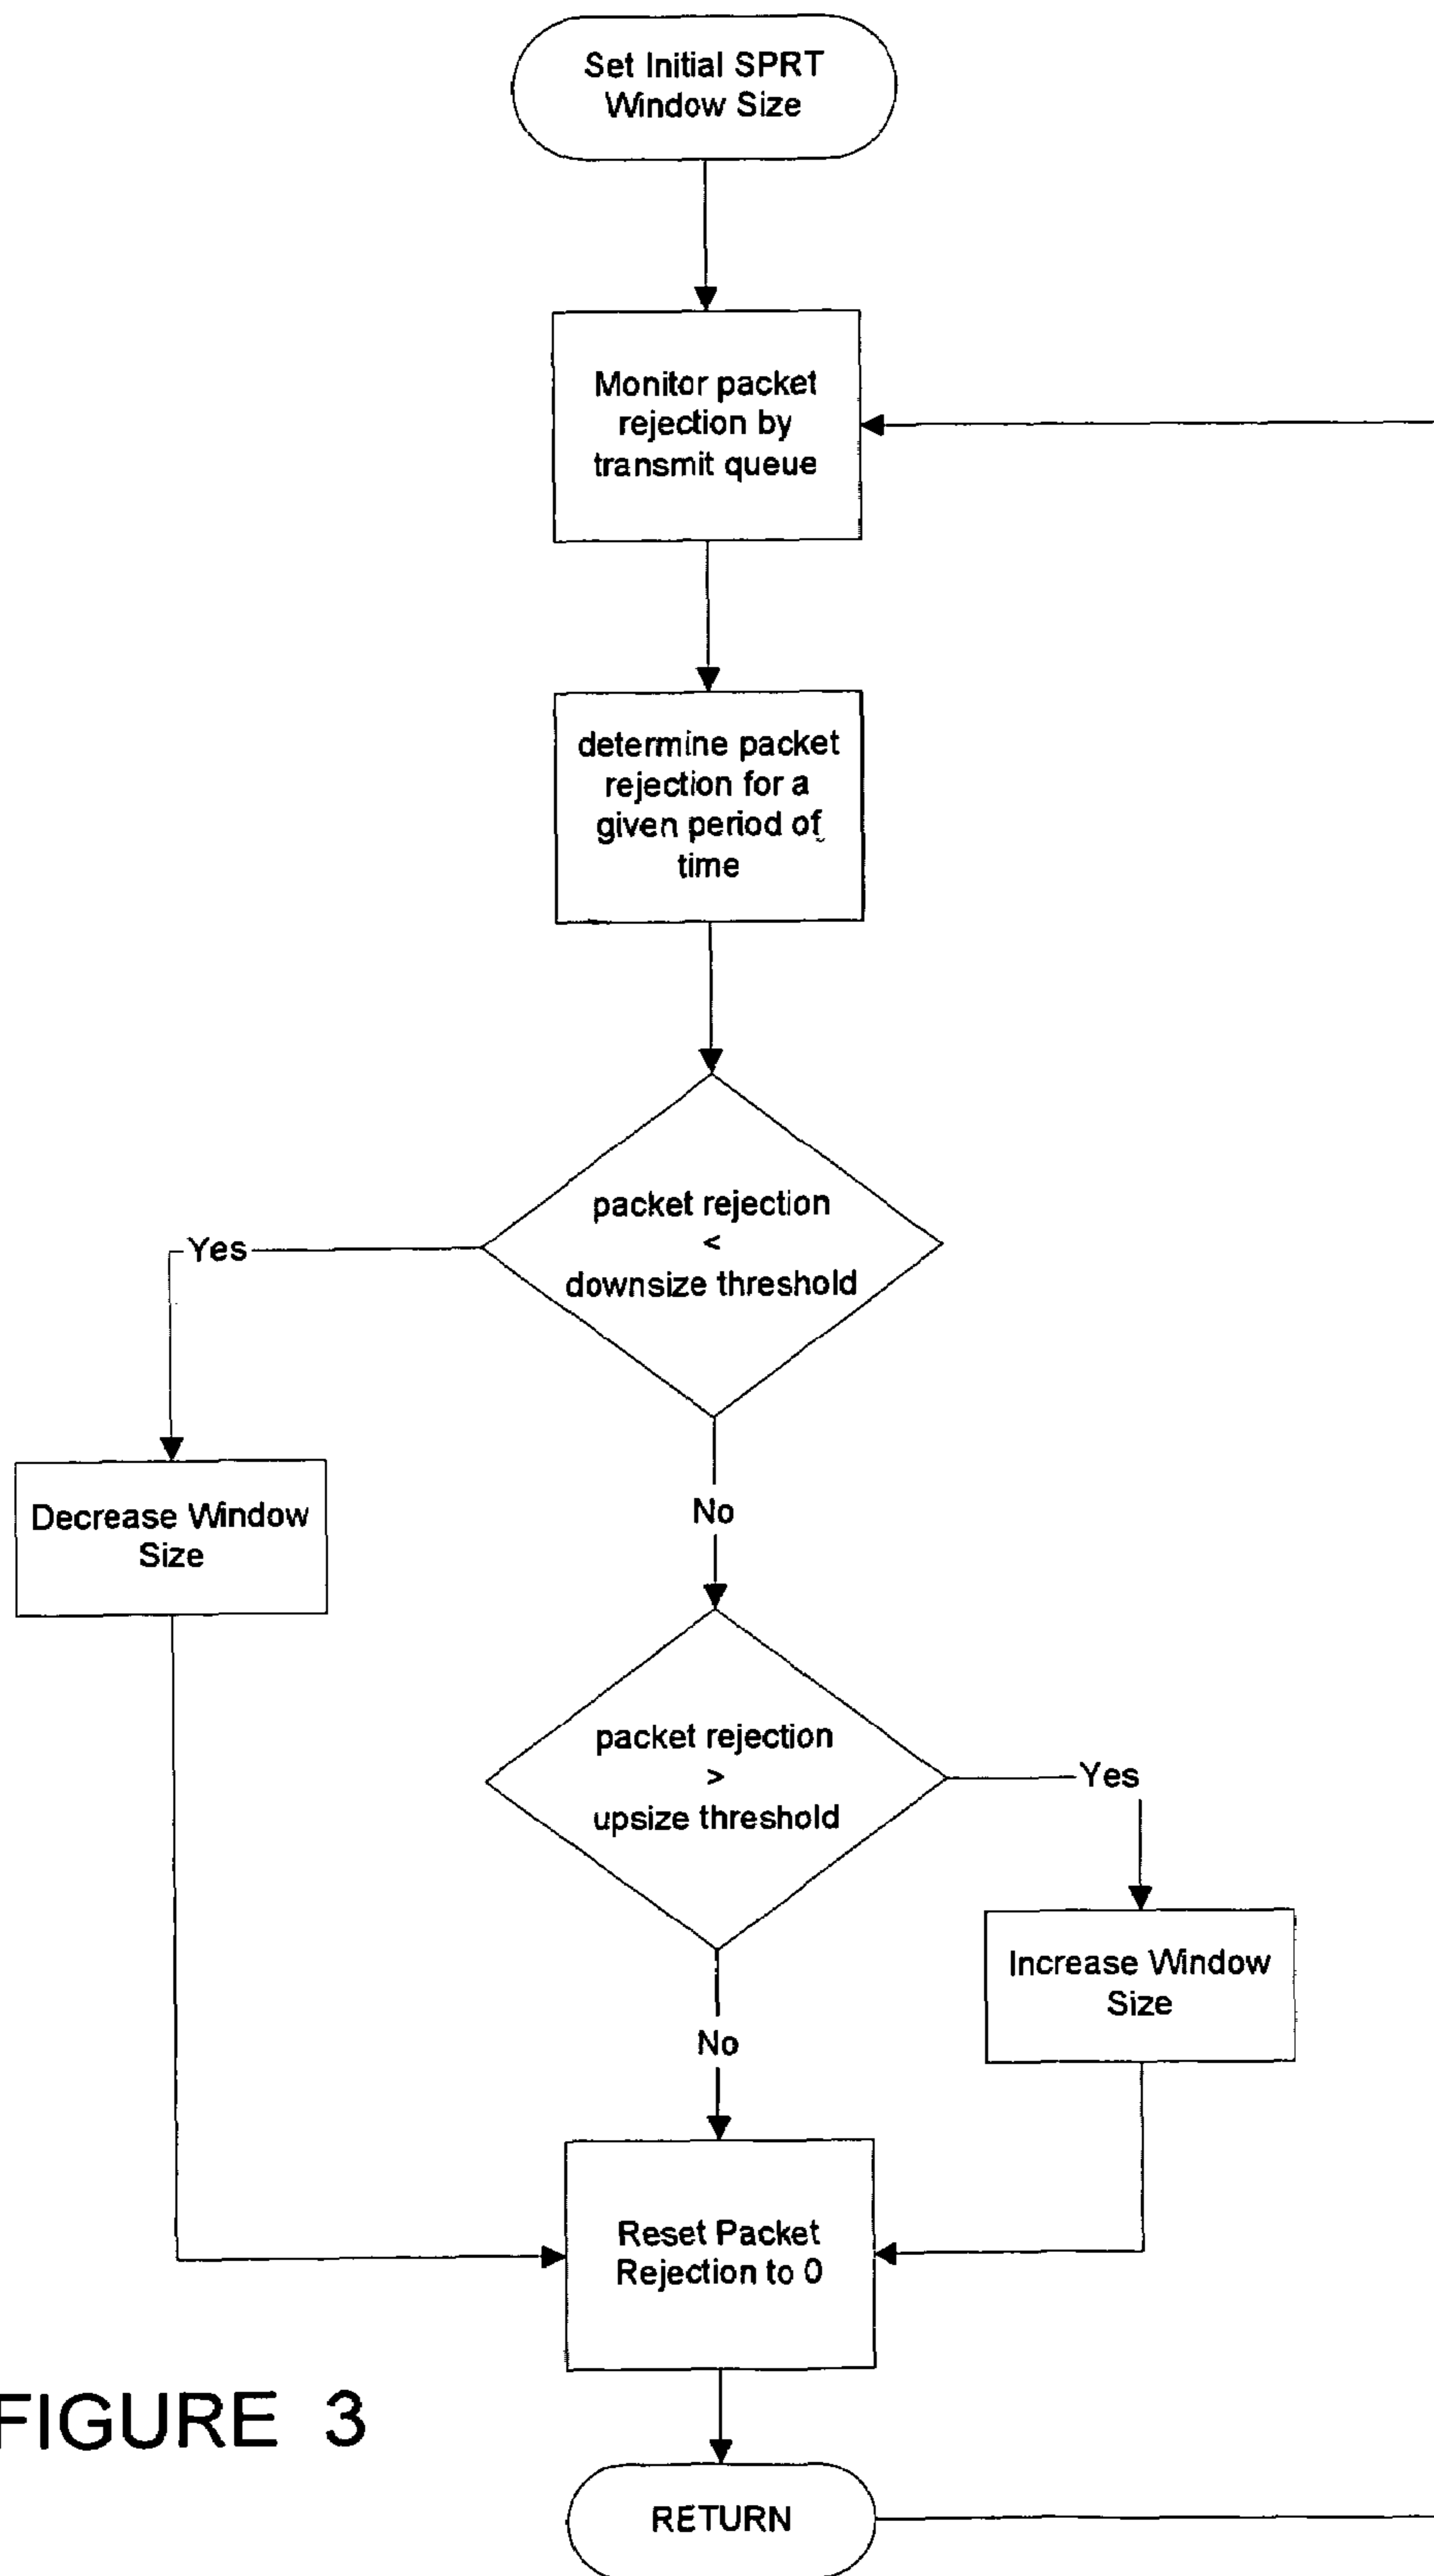 Set Initial SPRT
Window Size
Monitor packet
rejection by
transmit queue
determine packet
rejection for a
given period of
time
packet rejection
<
downsize threshold
Yes
No
Decrease Window
Size
packet rejection
>
upsize threshold
Yes
No
Increase Window
Size
Reset Packet
Rejection to 0
FIGURE 3
RETURN